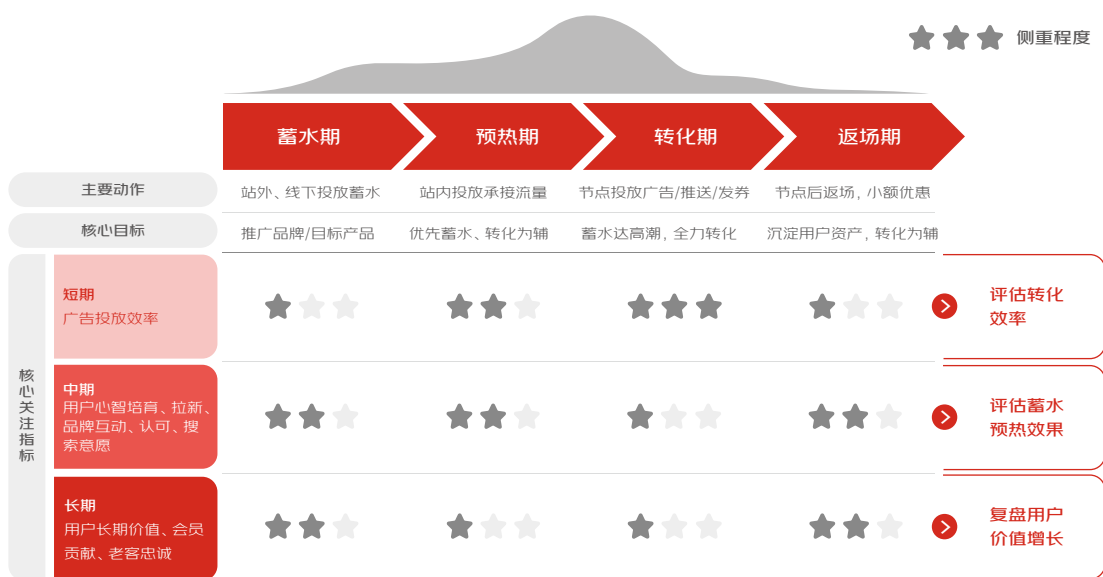 侧重程度
蓄水期
预热期
转化期
返场期
主要动作
站外、线下投放蓄水
站内投放承接流量
节点投放广告/推送/发券
节点后返场, 小额优惠
核心目标
推广品牌/目标产品
优先蓄水、转化为辅
蓄水达高潮, 全力转化
沉淀用户资产, 转化为辅
核心关注指标
短期
广告投放效率
评估转化
效率
中期
用户心智培育、拉新、
品牌互动、认可、搜
索意愿
评估蓄水
预热效果
长期
用户长期价值、会员
贡献、老客忠诚
复盘用户
价值增长